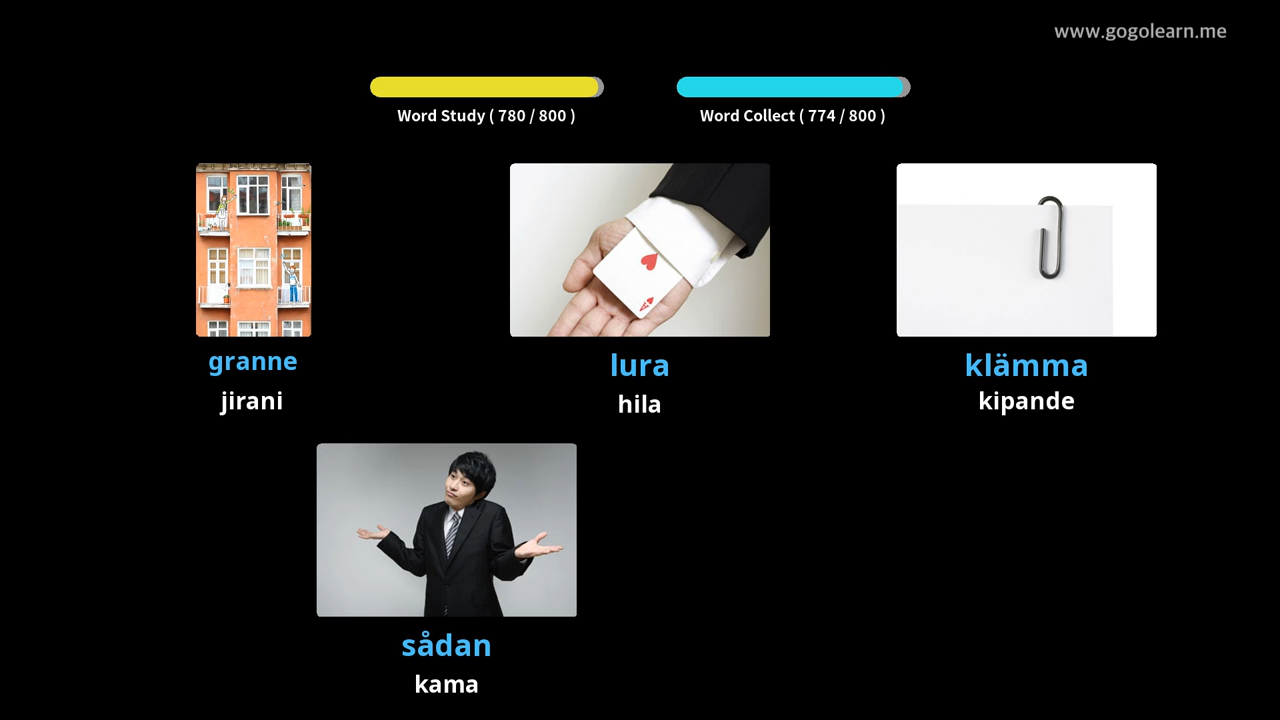 www.gogolearn.me
Word Study ( 780 / 800 )
Word Collect ( 774 / 800 )
granne
jirani
lura
hila
klämma
kipande
sådan
kama